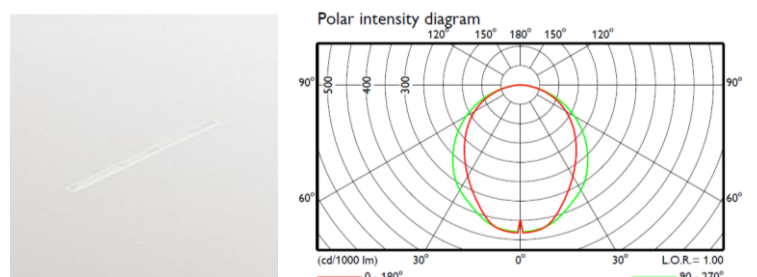 Polar intensity diagram
120° 150° 180° 150° 120°
90° 500 400 300 90°
60° 60°
(cd/1000 lm) 30° 0° 30° L.O.R.= 1.00
0 - 180° 90 - 270°